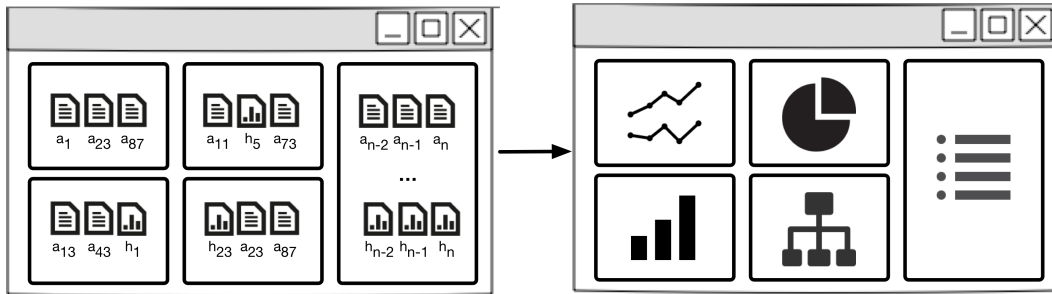 a1 a23 a87
a11 h5 a73
an-2 an-1 an
...
a13 a43 h1
h23 a23 a87
hn-2 hn-1 hn